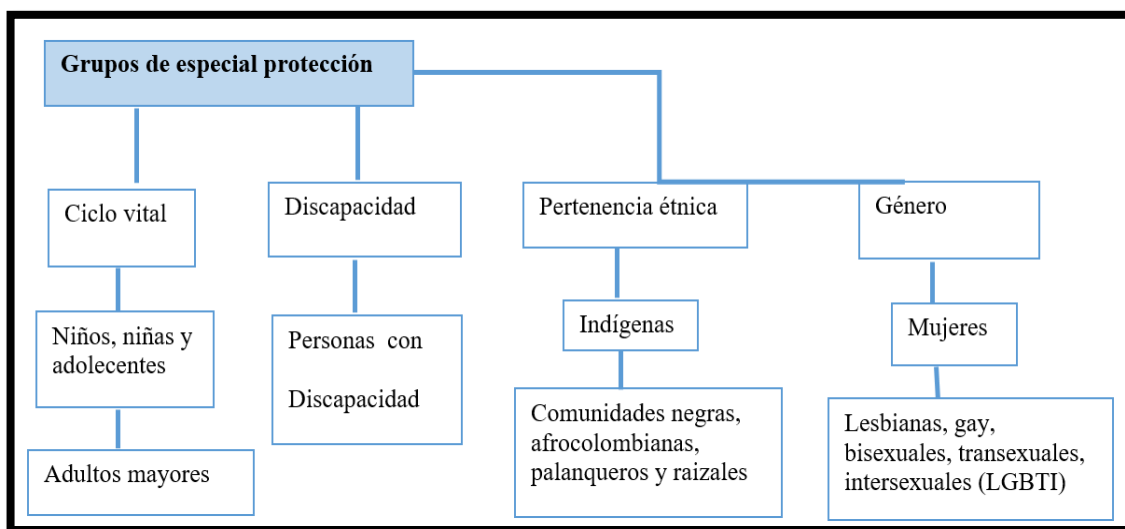 Grupos de especial protección
Ciclo vital
Discapacidad
Pertenencia étnica
Género
Niños, niñas y
adolecentes
Personas con
Discapacidad
Indígenas
Mujeres
Adultos mayores
Comunidades negras,
afrocolombianas,
palanqueros y raizales
Lesbianas, gay,
bisexuales, transexuales,
intersexuales (LGBTI)